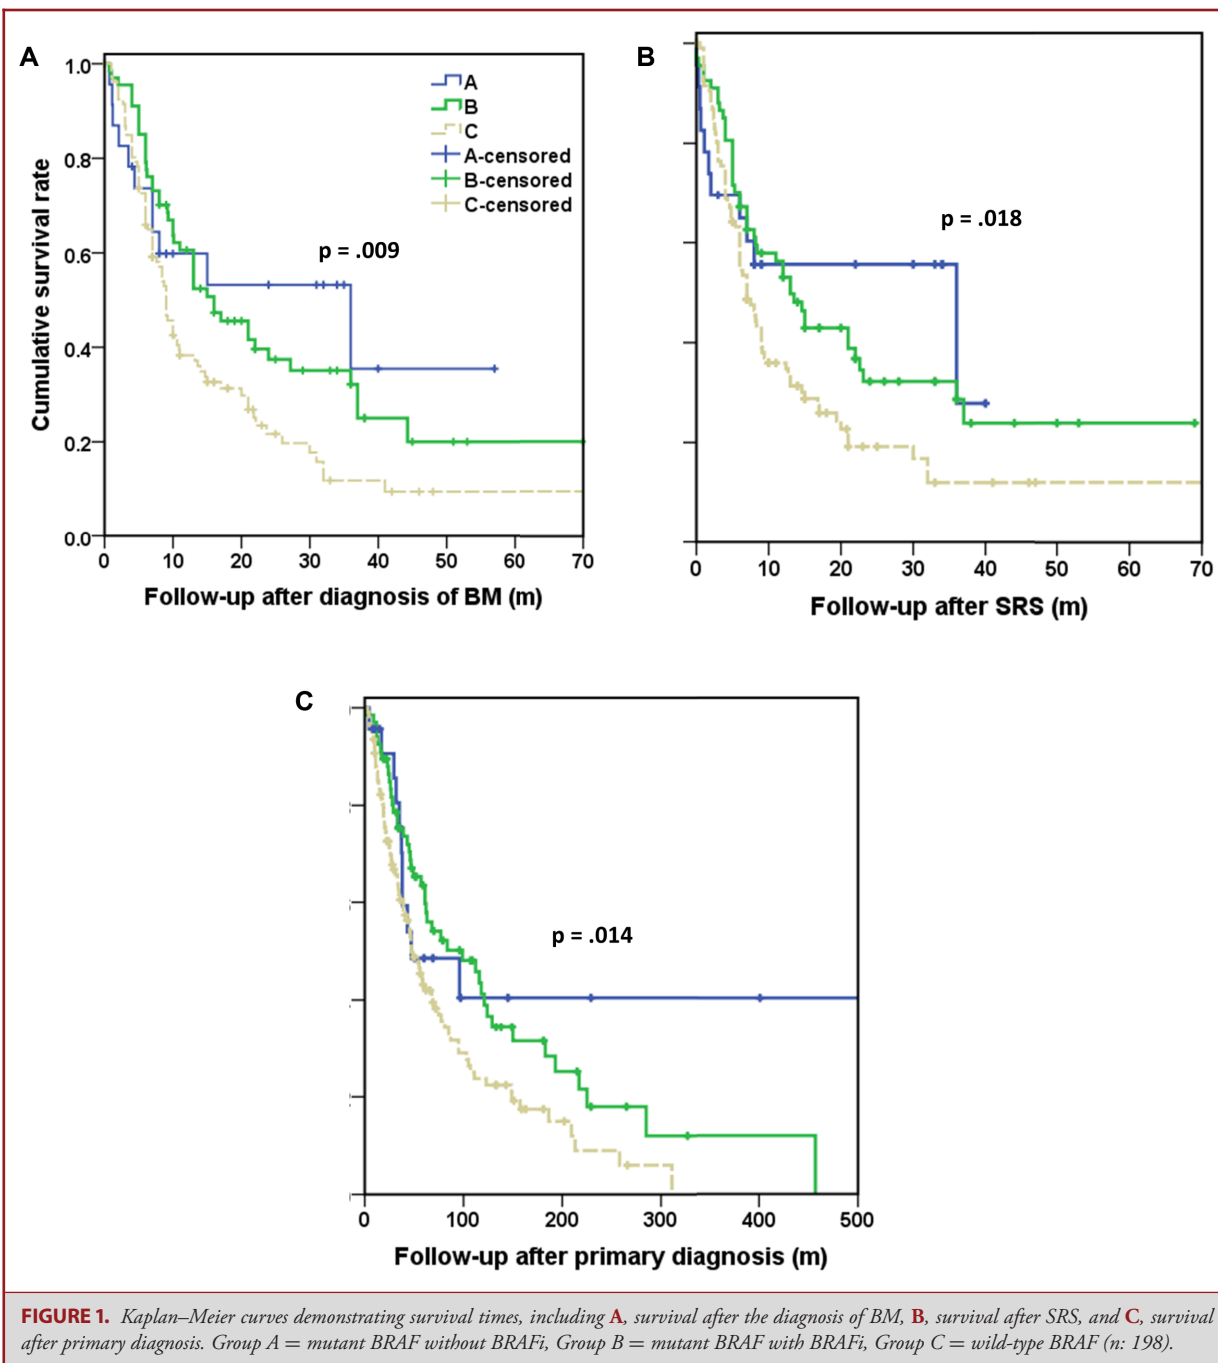 A
B
1.0
0.8
0.6
0.4
0.2
0.0
Cumulative survival rate
A
B
C
A-censored
B-censored
C-censored
p = .009
0 10 20 30 40 50 60 70
Follow-up after diagnosis of BM (m)
p = .018
0 10 20 30 40 50 60 70
Follow-up after SRS (m)
C
p = .014
0 100 200 300 400 500
Follow-up after primary diagnosis (m)
FIGURE 1. Kaplan–Meier curves demonstrating survival times, including A, survival after the diagnosis of BM, B, survival after SRS, and C, survival
after primary diagnosis. Group A = mutant BRAF without BRAFi, Group B = mutant BRAF with BRAFi, Group C = wild-type BRAF (n: 198).